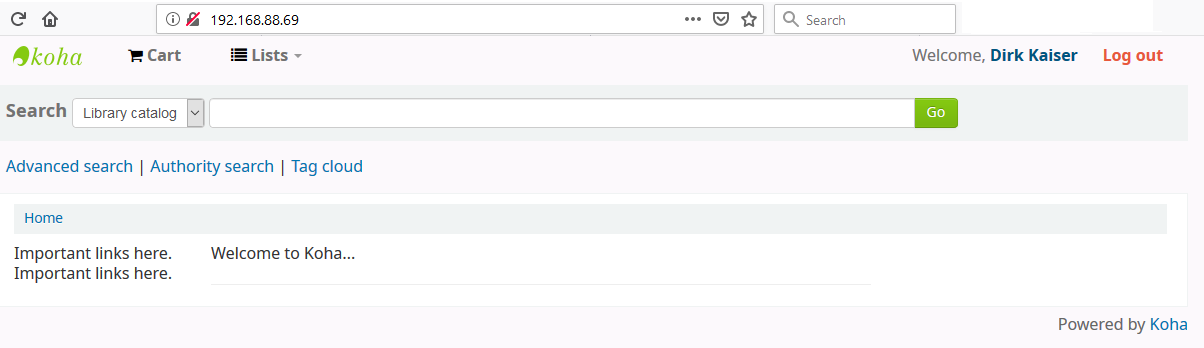 192.168.88.69 ••• Search
koha Cart Lists Welcome, Dirk Kaiser Log out
Search Library catalog Go
Advanced search | Authority search | Tag cloud
Home
Important links here. Welcome to Koha...
Important links here.
Powered by Koha